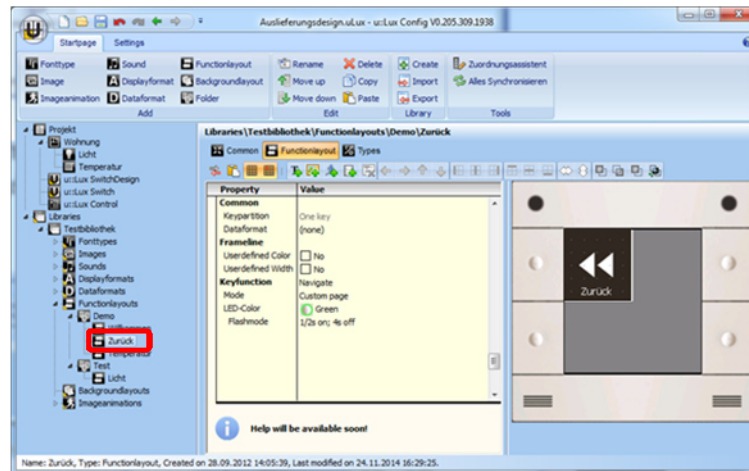 Auslieferungsdesign.uLux - u::Lux Config V0.205.309.1938
Startpage Settings
Fonttype Sound Functionlayout Rename Delete Create Zuordnungsassistent
Image Displayformat Backgroundlayout Move up Copy Import Alles Synchronisieren
Imageanimation Dataformat Folder Move down Paste Export
Add Edit Library Tools
Projekt
Wohnung
Licht
Temperatur
u::Lux SwitchDesign
u::Lux Switch
u::Lux Control
Libraries
Testbibliothek
Fonttypes
Images
Sounds
Displayformats
Dataformats
Functionlayouts
Demo
Willkommen
Zurück
Temperatur
Test
Licht
Backgroundlayouts
Imageanimations
Libraries\Testbibliothek\Functionlayouts\Demo\Zurück
Common Functionlayout Types
Property Value
Common
Keypartition One key
Dataformat (none)
Frameline
Userdefined Color No
Userdefined Width No
Keyfunction Navigate
Mode Custom page
LED-Color Green
Flashmode 1/2s on; 4s off
Help will be available soon!
Zurück
Name: Zurück, Type: Functionlayout, Created on 28.09.2012 14:05:39, Last modified on 24.11.2014 16:29:25.